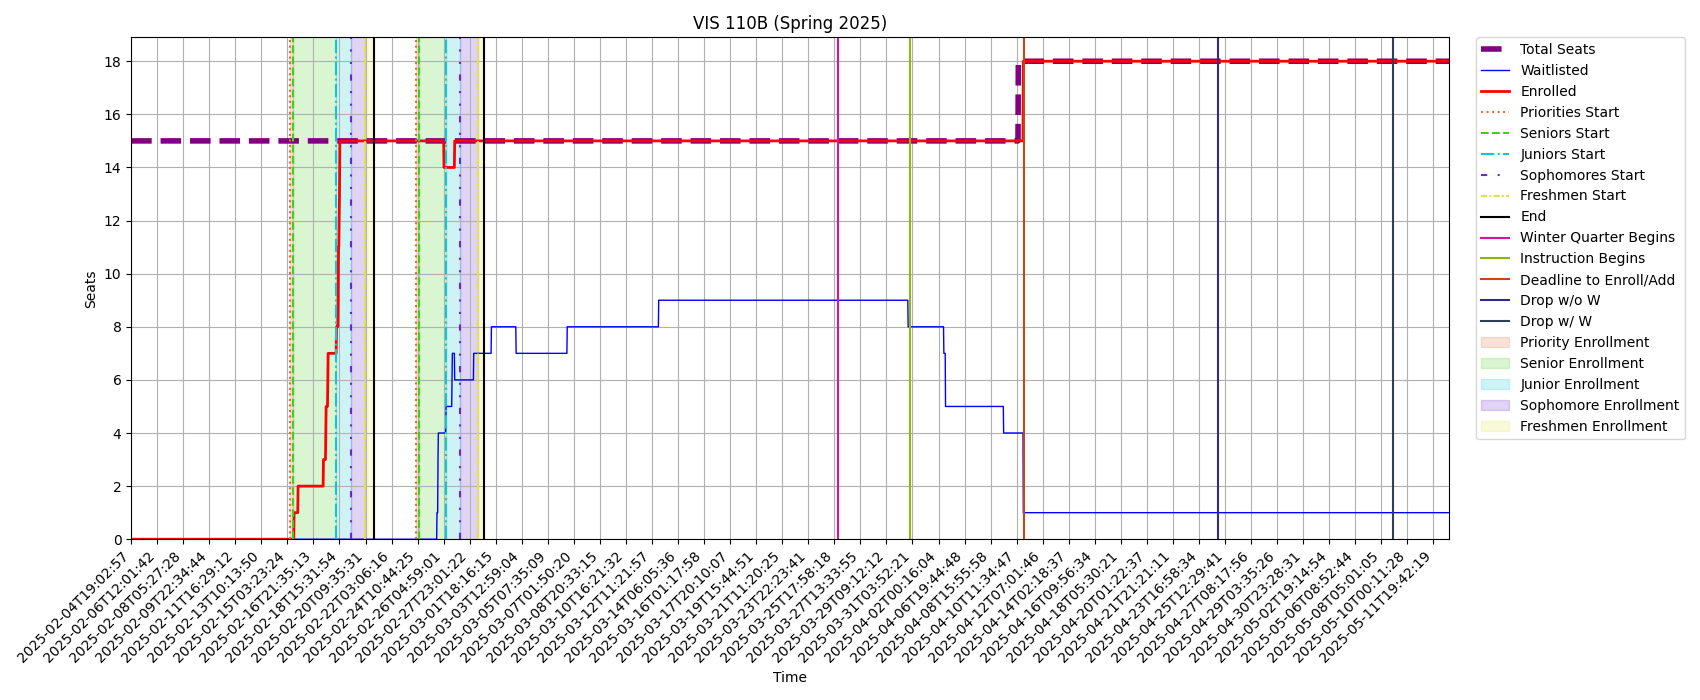 VIS 110B (Spring 2025)
Seats
18
16
14
12
10
8
6
4
2
0
2025-02-04T19:02:57
2025-02-06T12:01:42
2025-02-08T05:27:28
2025-02-09T22:34:44
2025-02-11T16:29:12
2025-02-13T10:13:50
2025-02-15T03:23:24
2025-02-16T21:35:13
2025-02-18T15:31:54
2025-02-20T09:35:31
2025-02-22T03:06:16
2025-02-24T10:44:25
2025-02-26T04:59:01
2025-02-27T23:01:22
2025-03-01T18:16:15
2025-03-03T12:59:04
2025-03-05T07:35:09
2025-03-07T01:50:20
2025-03-08T20:33:15
2025-03-10T16:21:32
2025-03-12T11:21:57
2025-03-14T06:05:36
2025-03-16T01:17:58
2025-03-17T20:10:07
2025-03-19T15:44:51
2025-03-21T11:20:25
2025-03-23T22:23:41
2025-03-25T17:58:19
2025-03-27T13:33:55
2025-03-29T09:12:12
2025-03-31T03:52:21
2025-04-02T00:16:04
2025-04-06T19:44:48
2025-04-08T15:55:58
2025-04-10T11:34:47
2025-04-12T07:01:46
2025-04-14T02:18:37
2025-04-16T09:56:34
2025-04-18T05:30:21
2025-04-20T01:22:37
2025-04-21T21:21:11
2025-04-23T16:58:34
2025-04-25T12:29:41
2025-04-27T08:17:56
2025-04-29T03:35:26
2025-04-30T23:28:31
2025-05-02T19:14:54
2025-05-06T08:52:44
2025-05-08T05:01:05
2025-05-10T00:11:28
2025-05-11T19:42:19
Time
Total Seats
Waitlisted
Enrolled
Priorities Start
Seniors Start
Juniors Start
Sophomores Start
Freshmen Start
End
Winter Quarter Begins
Instruction Begins
Deadline to Enroll/Add
Drop w/o W
Drop w/ W
Priority Enrollment
Senior Enrollment
Junior Enrollment
Sophomore Enrollment
Freshmen Enrollment